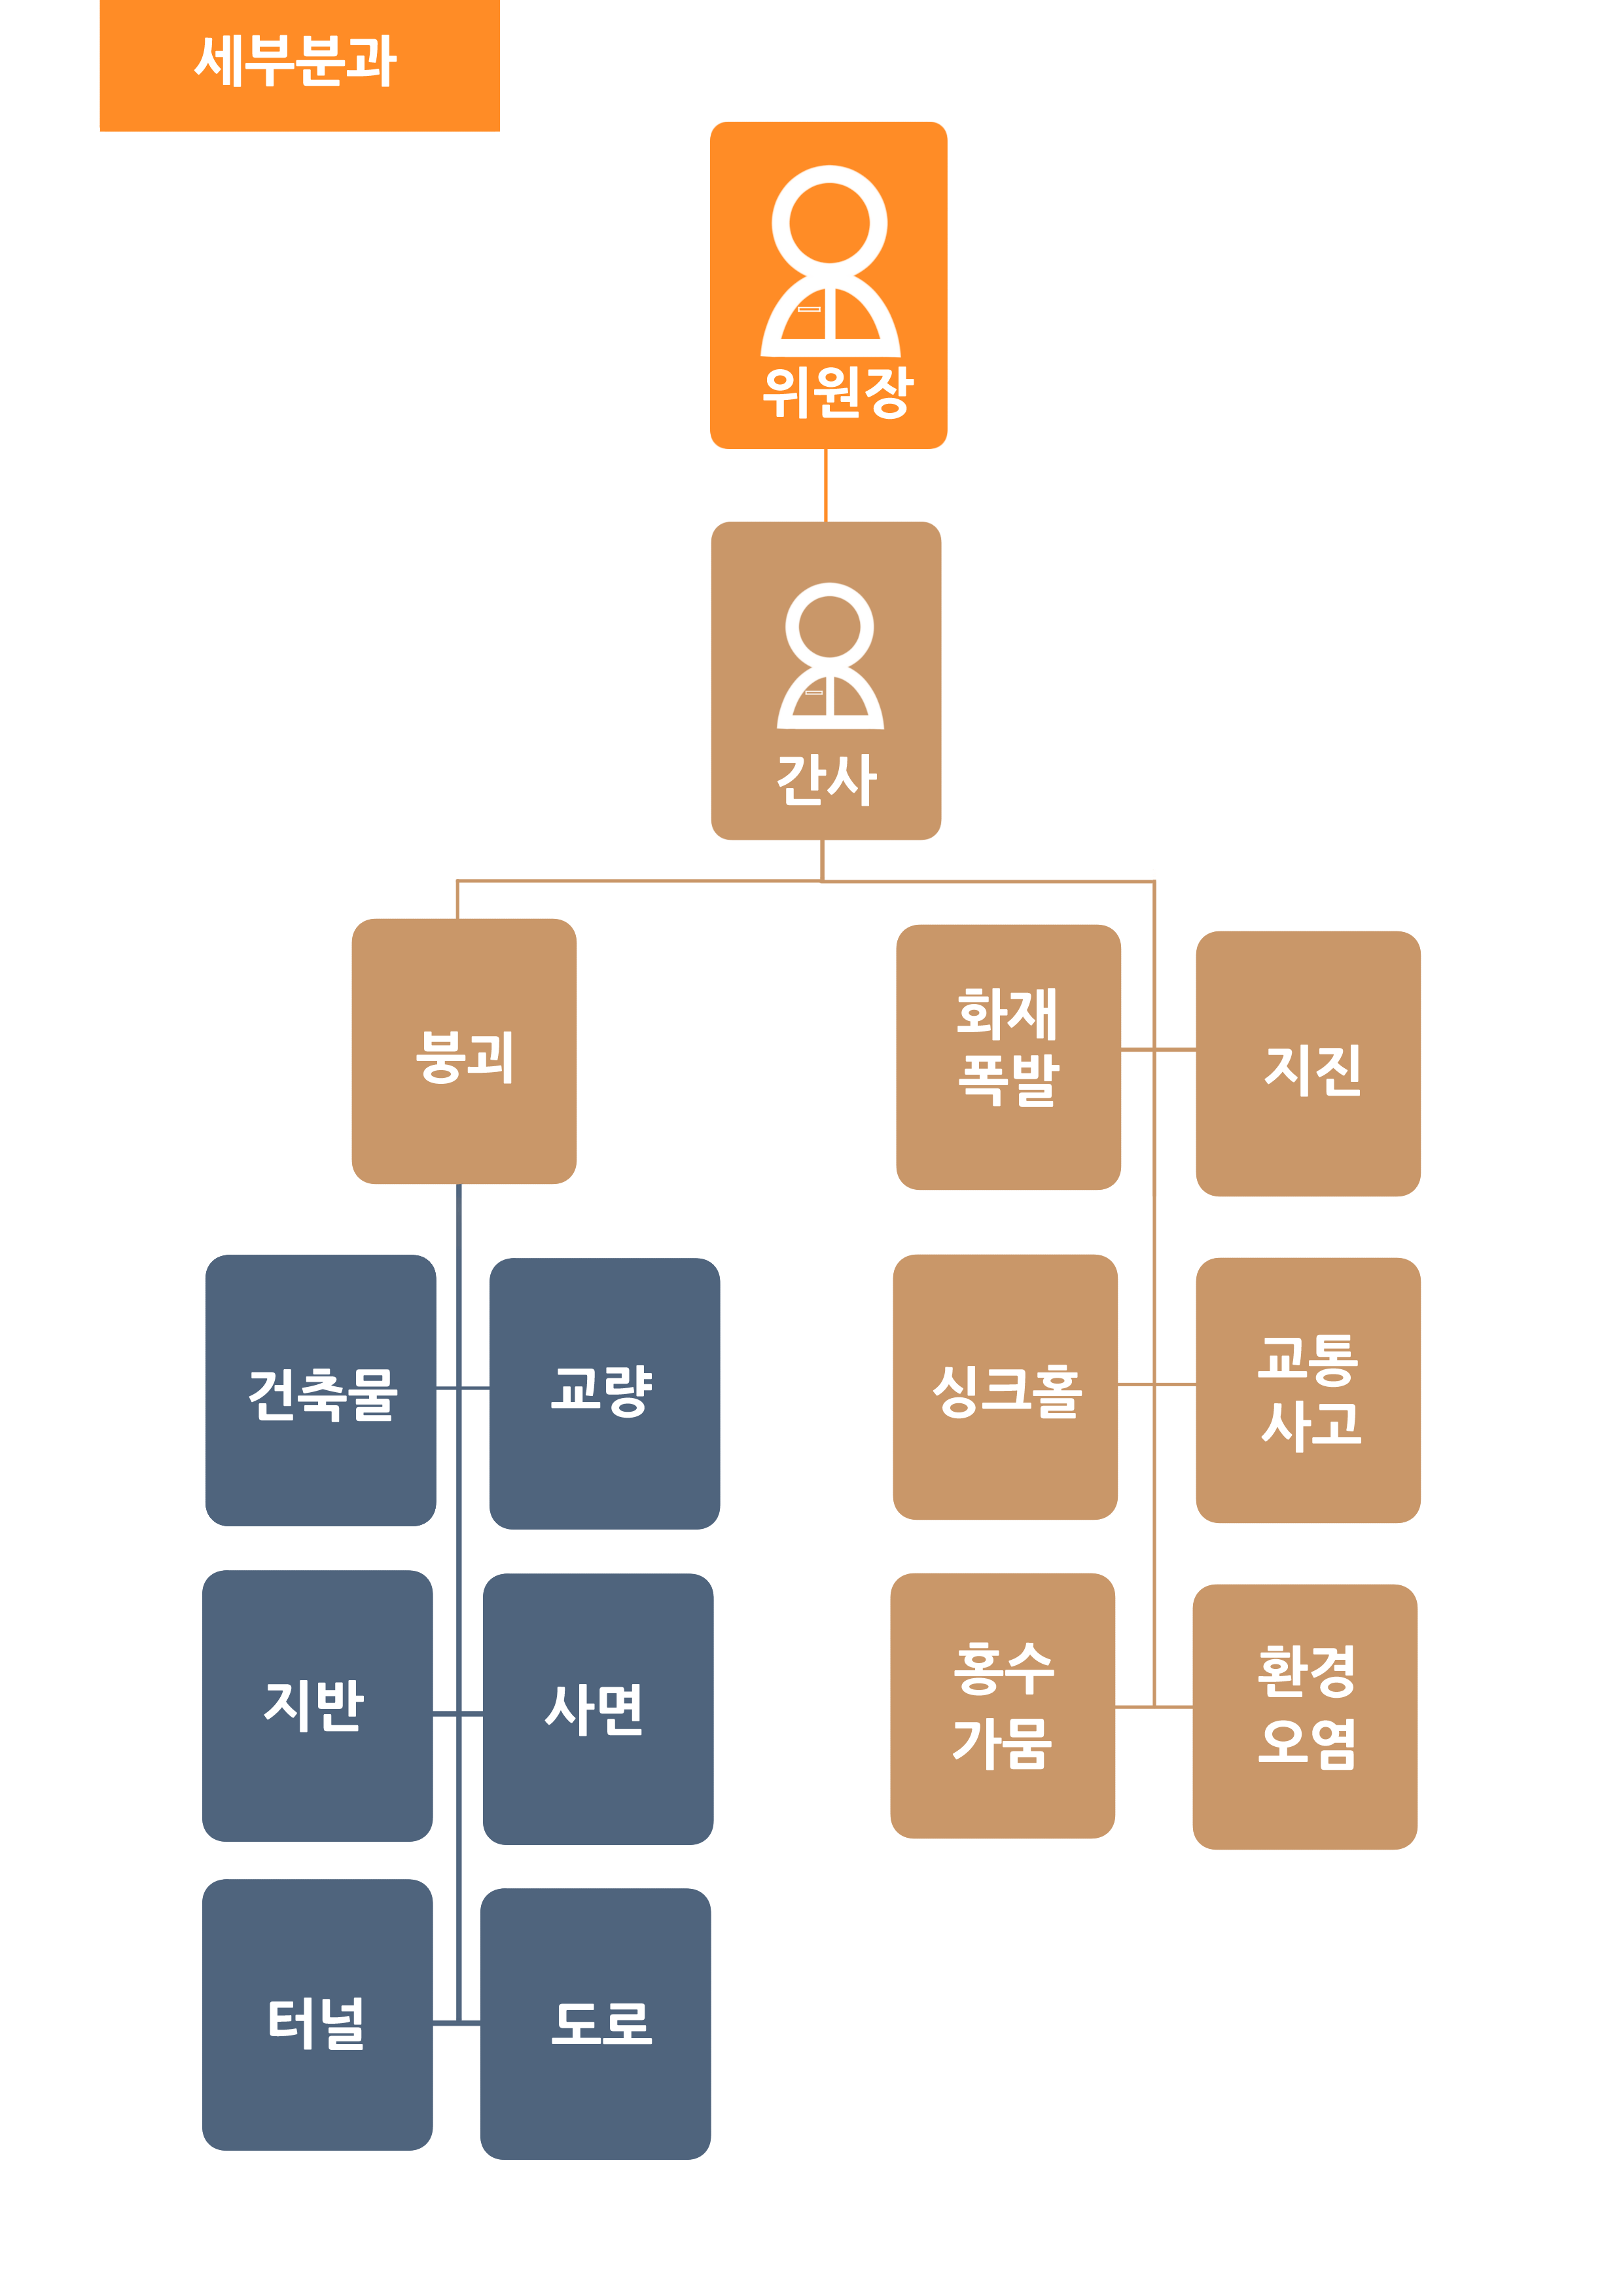 세부분과
위원장
간사
붕괴
화재
폭발
지진
건축물
교량
지반
사면
터널
도로
싱크홀
교통
사고
홍수
가뭄
환경
오염